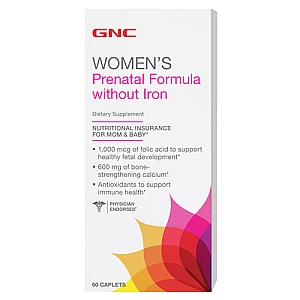 GNC
WOMEN'S
Prenatal Formula
without Iron
Dietary Supplement
NUTRITIONAL INSURANCE
FOR MOM & BABY*
• 1,000 mcg of folic acid to support
healthy fetal development*
• 600 mg of bone-
strengthening calcium*
• Antioxidants to support
immune health*
PHYSICIAN
ENDORSED
60 CAPLETS